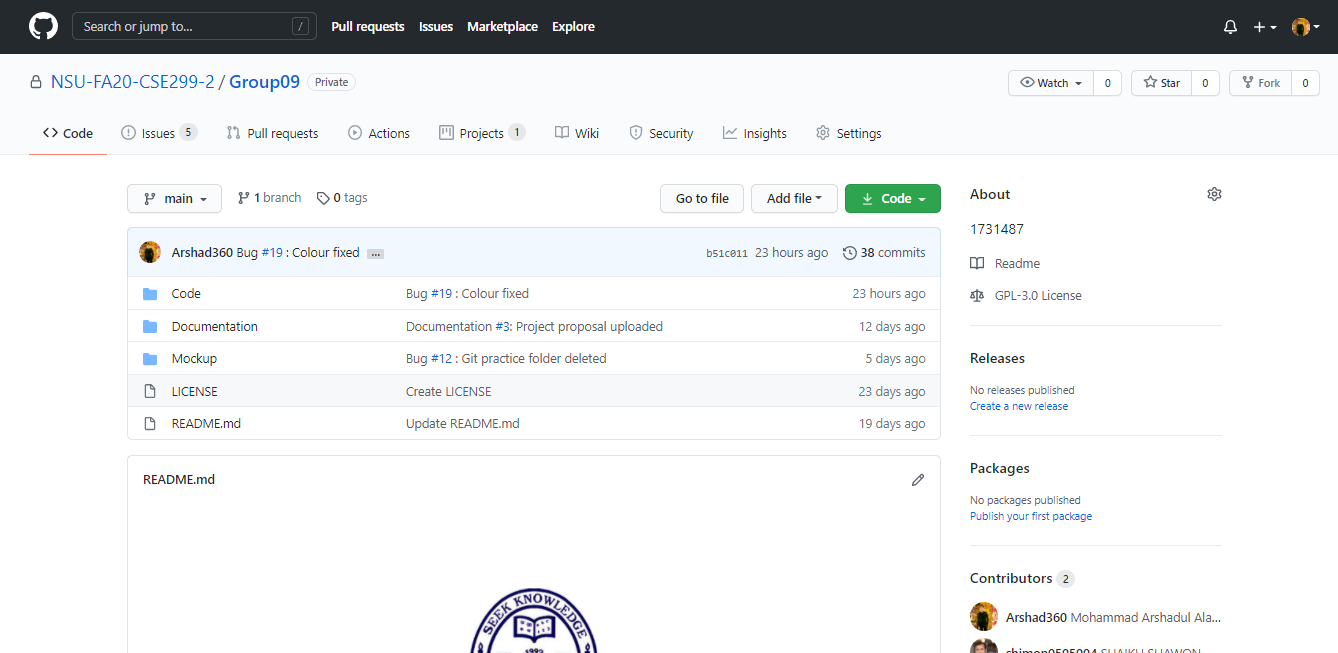 Search or jump to... /
Pull requests Issues Marketplace Explore
NSU-FA20-CSE299-2 / Group09 Private
Watch 0 Star 0 Fork 0
Code Issues 5 Pull requests Actions Projects 1 Wiki Security Insights Settings
main 1 branch 0 tags Go to file Add file Code
Arshad360 Bug #19 : Colour fixed ... b51c011 23 hours ago 38 commits
Code Bug #19 : Colour fixed 23 hours ago
Documentation Documentation #3: Project proposal uploaded 12 days ago
Mockup Bug #12 : Git practice folder deleted 5 days ago
LICENSE Create LICENSE 23 days ago
README.md Update README.md 19 days ago
README.md
SEEK KNOWLEDGE
1992
About
1731487
Readme
GPL-3.0 License
Releases
No releases published
Create a new release
Packages
No packages published
Publish your first package
Contributors 2
Arshad360 Mohammad Arshadul Ala...
shimon0505004 SHAIKH SHAWON